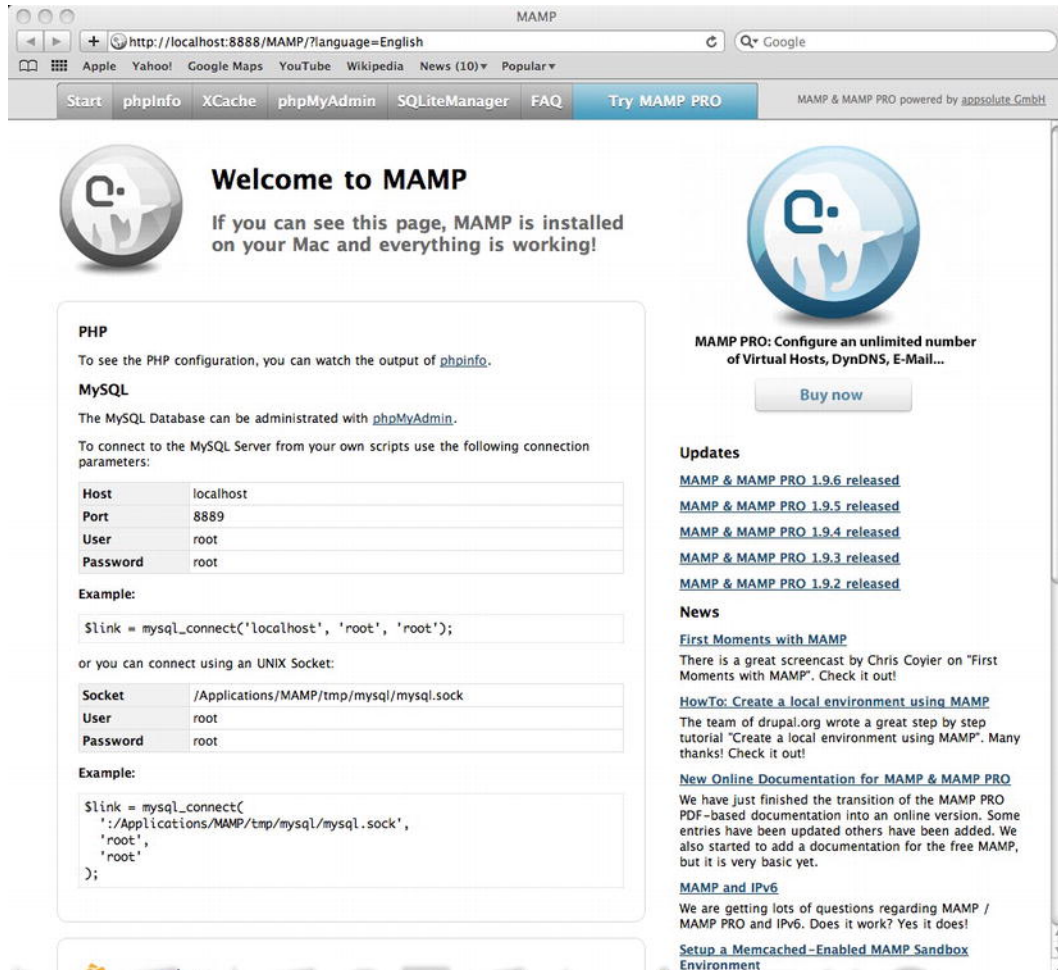 MAMP
http://localhost:8888/MAMP/?language=English
Google
Apple Yahoo! Google Maps YouTube Wikipedia News (10)▾ Popular▾
Start phpInfo XCache phpMyAdmin SQLiteManager FAQ Try MAMP PRO MAMP & MAMP PRO powered by appsolute GmbH
Welcome to MAMP
If you can see this page, MAMP is installed
on your Mac and everything is working!
PHP
To see the PHP configuration, you can watch the output of phpinfo.
MySQL
The MySQL Database can be administrated with phpMyAdmin.
To connect to the MySQL Server from your own scripts use the following connection
parameters:
Host localhost
Port 8889
User root
Password root
Example:
$link = mysql_connect('localhost', 'root', 'root');
or you can connect using an UNIX Socket:
Socket /Applications/MAMP/tmp/mysql/mysql.sock
User root
Password root
Example:
$link = mysql_connect(
':/Applications/MAMP/tmp/mysql/mysql.sock',
'root',
'root'
);
MAMP PRO: Configure an unlimited number
of Virtual Hosts, DynDNS, E-Mail...
Buy now
Updates
MAMP & MAMP PRO 1.9.6 released
MAMP & MAMP PRO 1.9.5 released
MAMP & MAMP PRO 1.9.4 released
MAMP & MAMP PRO 1.9.3 released
MAMP & MAMP PRO 1.9.2 released
News
First Moments with MAMP
There is a great screencast by Chris Coyier on "First
Moments with MAMP". Check it out!
HowTo: Create a local environment using MAMP
The team of drupal.org wrote a great step by step
tutorial "Create a local environment using MAMP". Many
thanks! Check it out!
New Online Documentation for MAMP & MAMP PRO
We have just finished the transition of the MAMP PRO
PDF-based documentation into an online version. Some
entries have been updated others have been added. We
also started to add a documentation for the free MAMP,
but it is very basic yet.
MAMP and IPv6
We are getting lots of questions regarding MAMP /
MAMP PRO and IPv6. Does it work? Yes it does!
Setup a Memcached-Enabled MAMP Sandbox
Environment